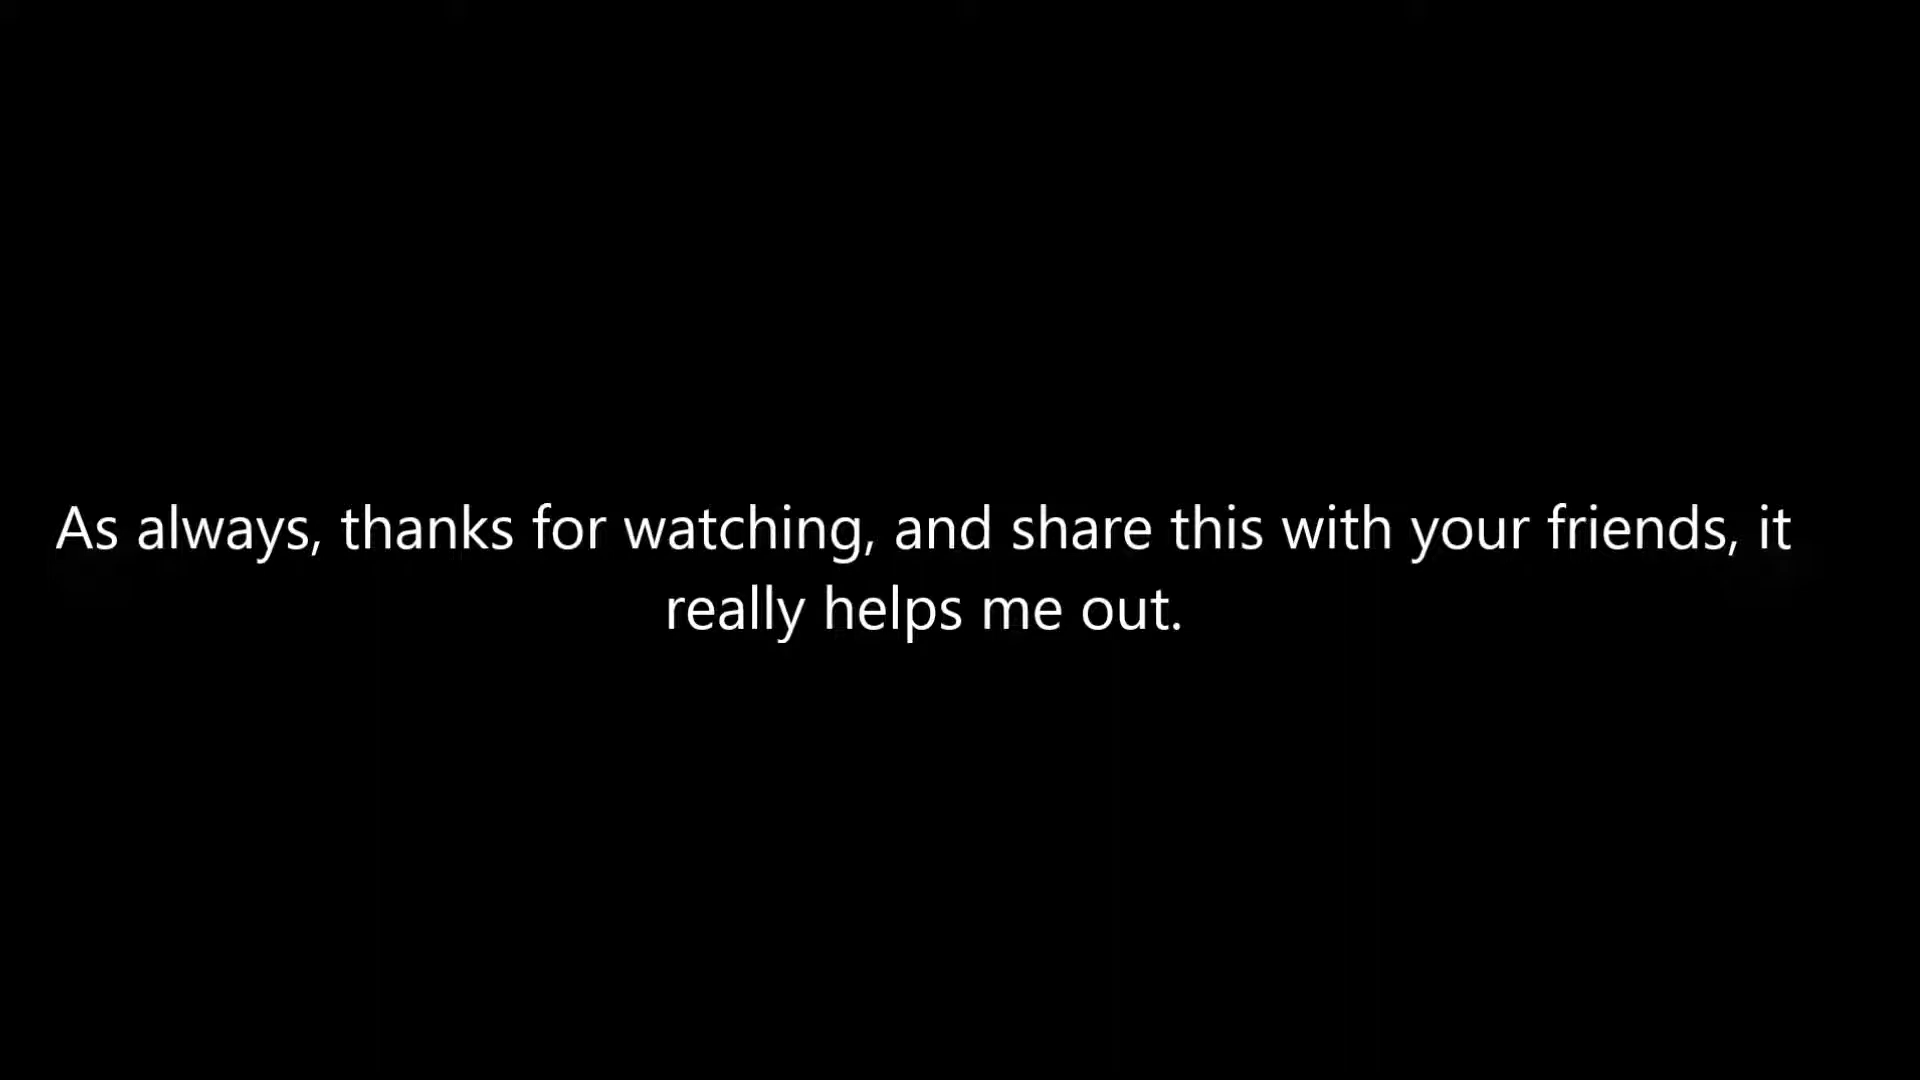 As always, thanks for watching, and share this with your friends, it
really helps me out.